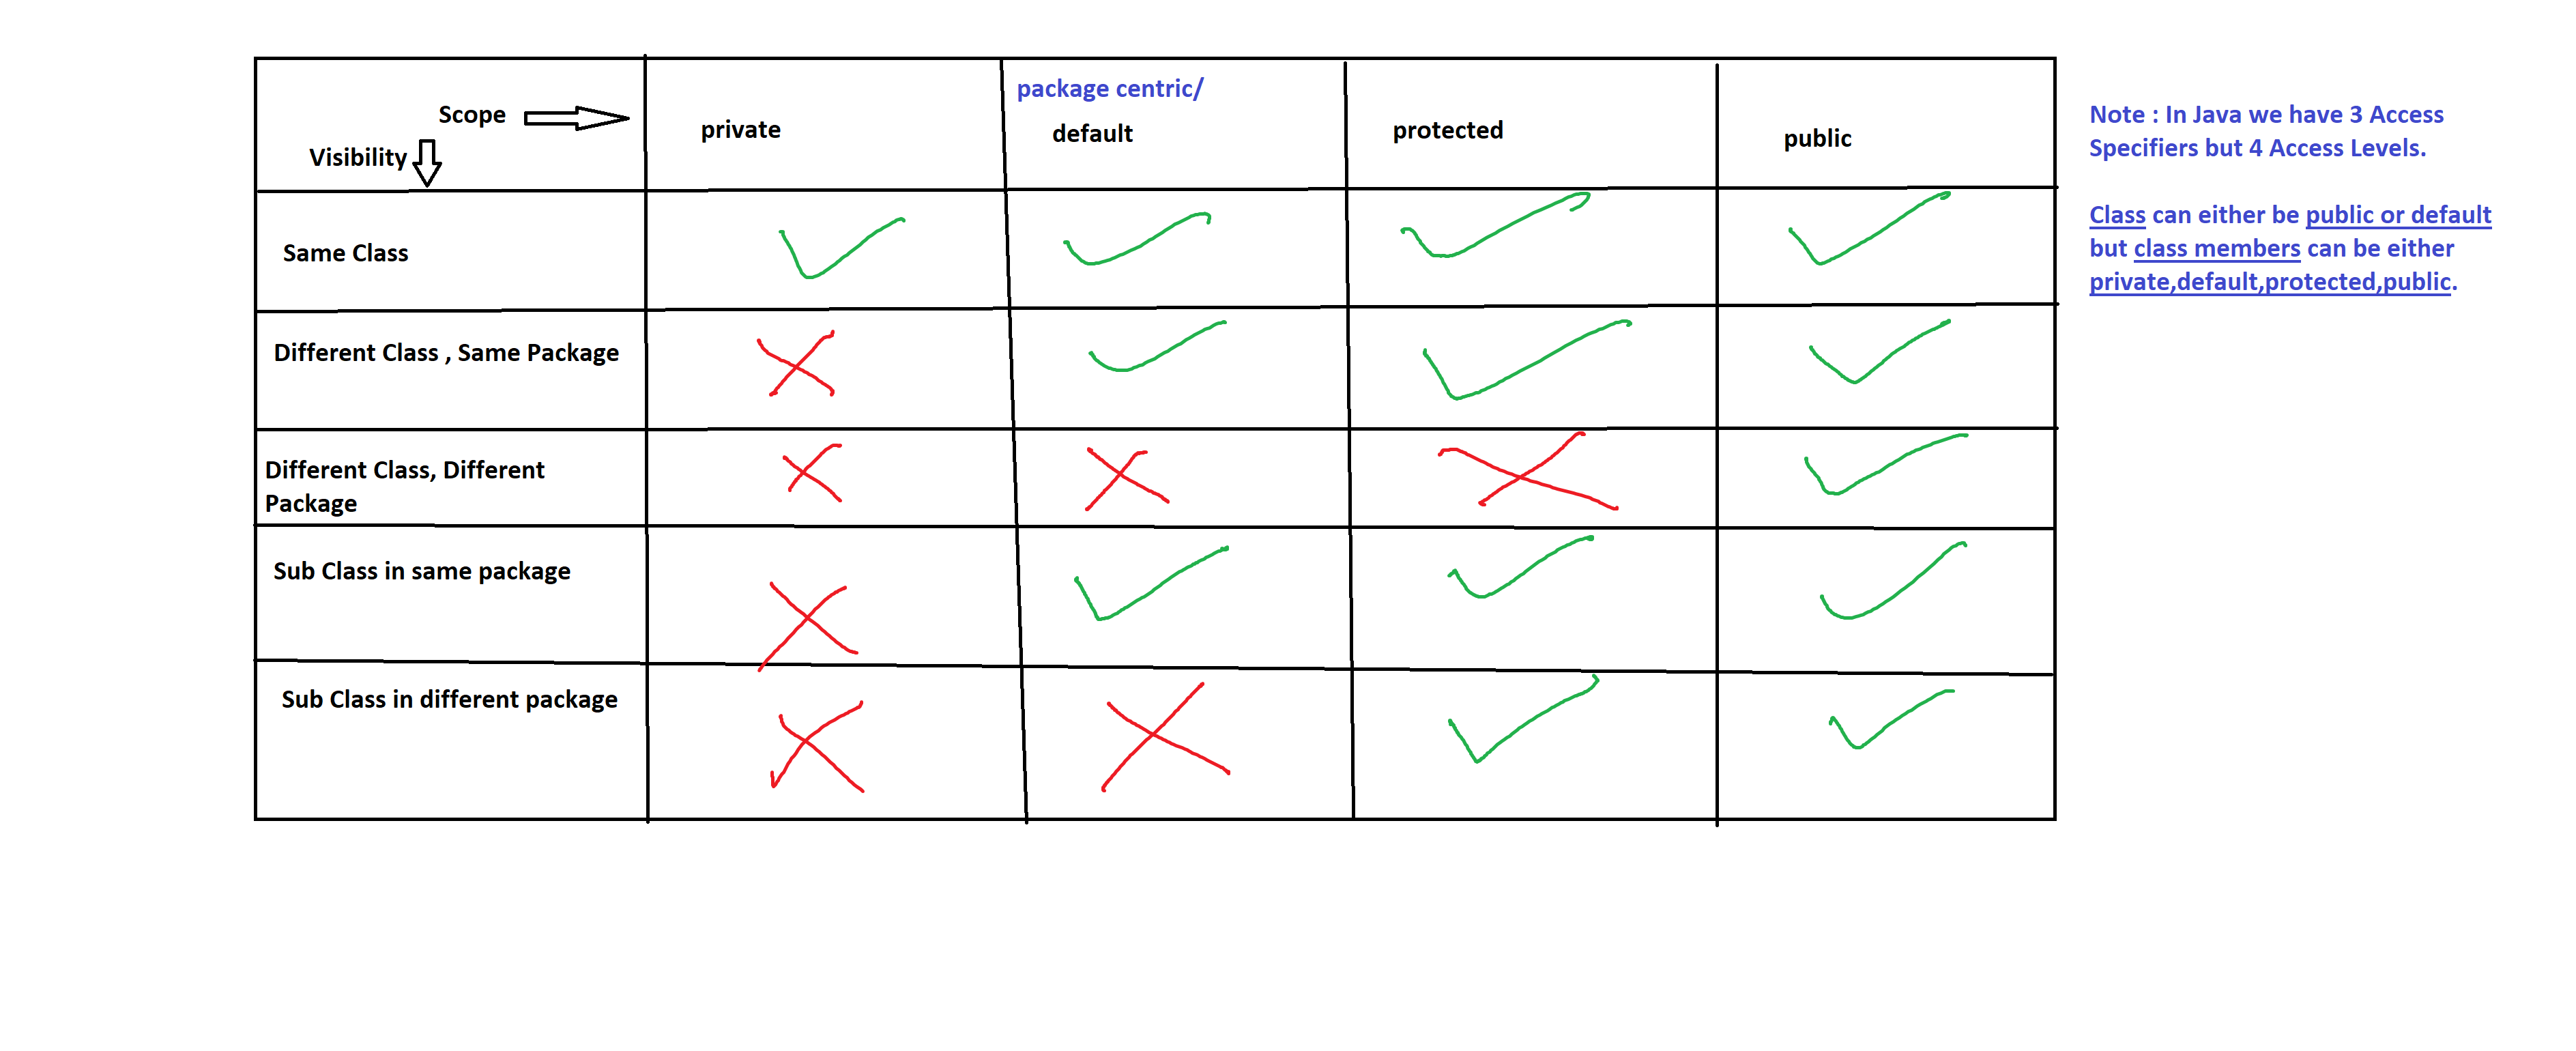 Scope
Visibility
private
package centric/
default
protected
public
Same Class
Different Class , Same Package
Different Class, Different
Package
Sub Class in same package
Sub Class in different package
Note : In Java we have 3 Access
Specifiers but 4 Access Levels.
Class can either be public or default
but class members can be either
private,default,protected,public.